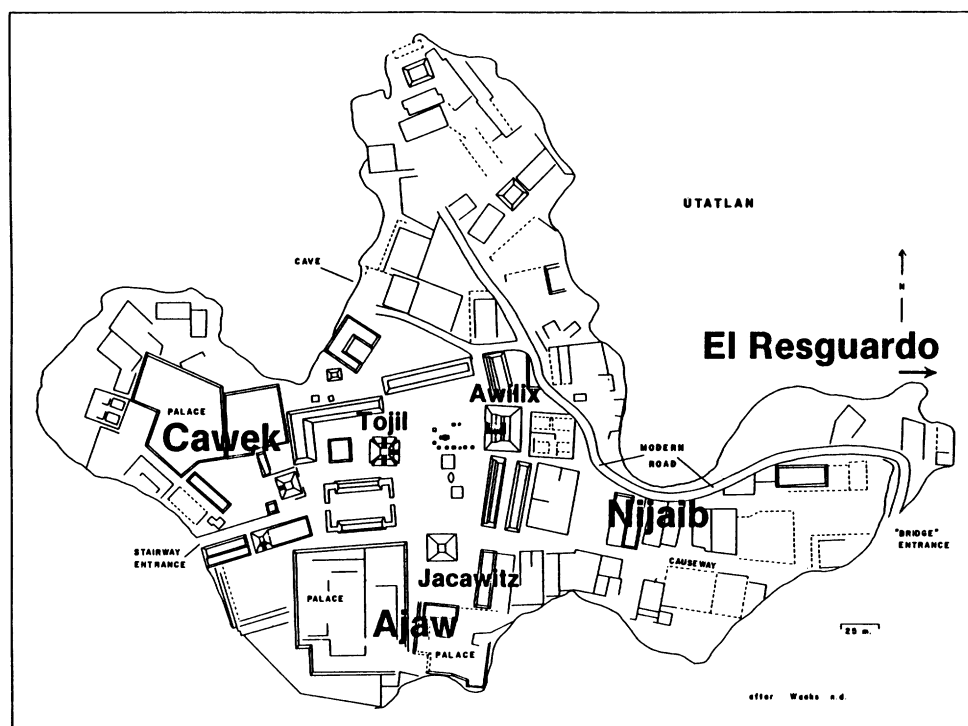 UTATLAN
CAVE
N
El Resguardo
Awilix
PALACE
Tojil
Cawek
MODERN
ROAD
Nijaib
"BRIDGE"
ENTRANCE
STAIRWAY
ENTRANCE
CAUSEWAY
Jacawitz
PALACE
Ajaw
25 m.
PALACE
after Weeks n.d.